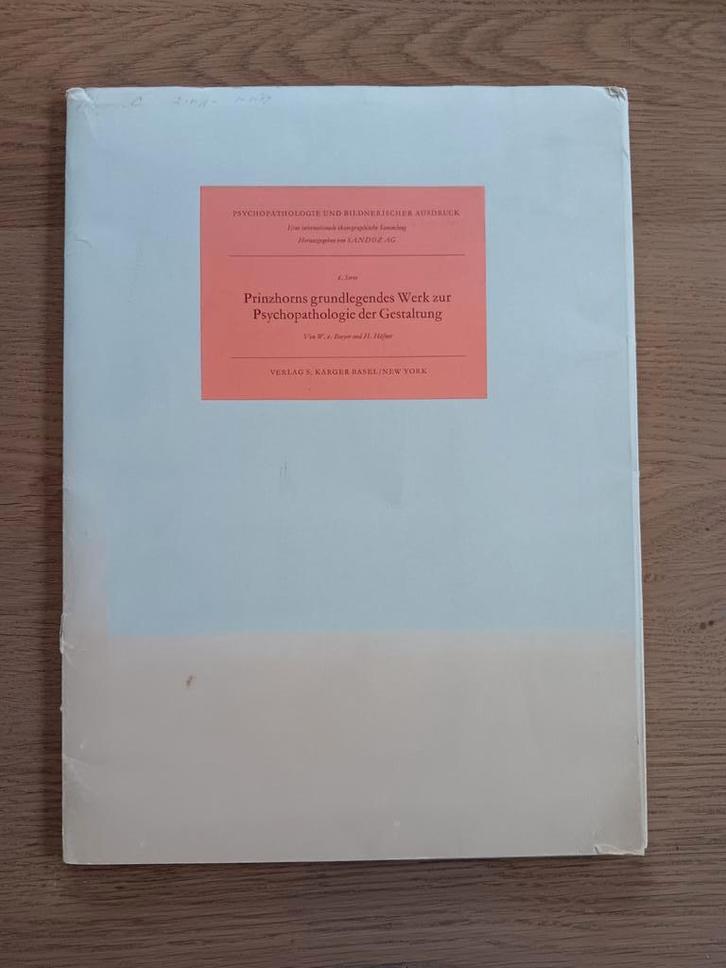 PSYCHOPATHOLOGIE UND BILDNERISCHER AUSDRUCK
Eine internationale ikonographische Sammlung
Herausgegeben von SANDOZ AG
Serie
Prinzhorns grundlegendes Werk zur
Psychopathologie der Gestaltung
Von W. v. Baeyer und H. Häfner
VERLAG S. KARGER BASEL/NEW YORK